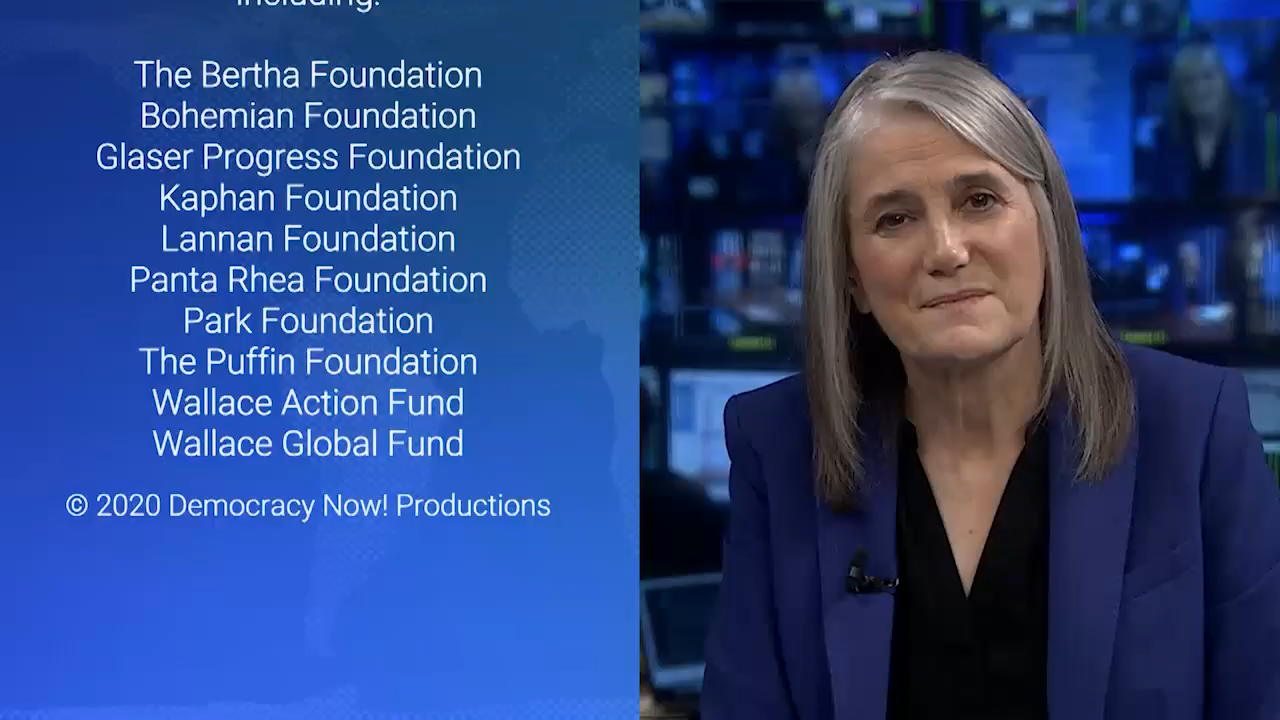 including:
The Bertha Foundation
Bohemian Foundation
Glaser Progress Foundation
Kaphan Foundation
Lannan Foundation
Panta Rhea Foundation
Park Foundation
The Puffin Foundation
Wallace Action Fund
Wallace Global Fund
© 2020 Democracy Now! Productions